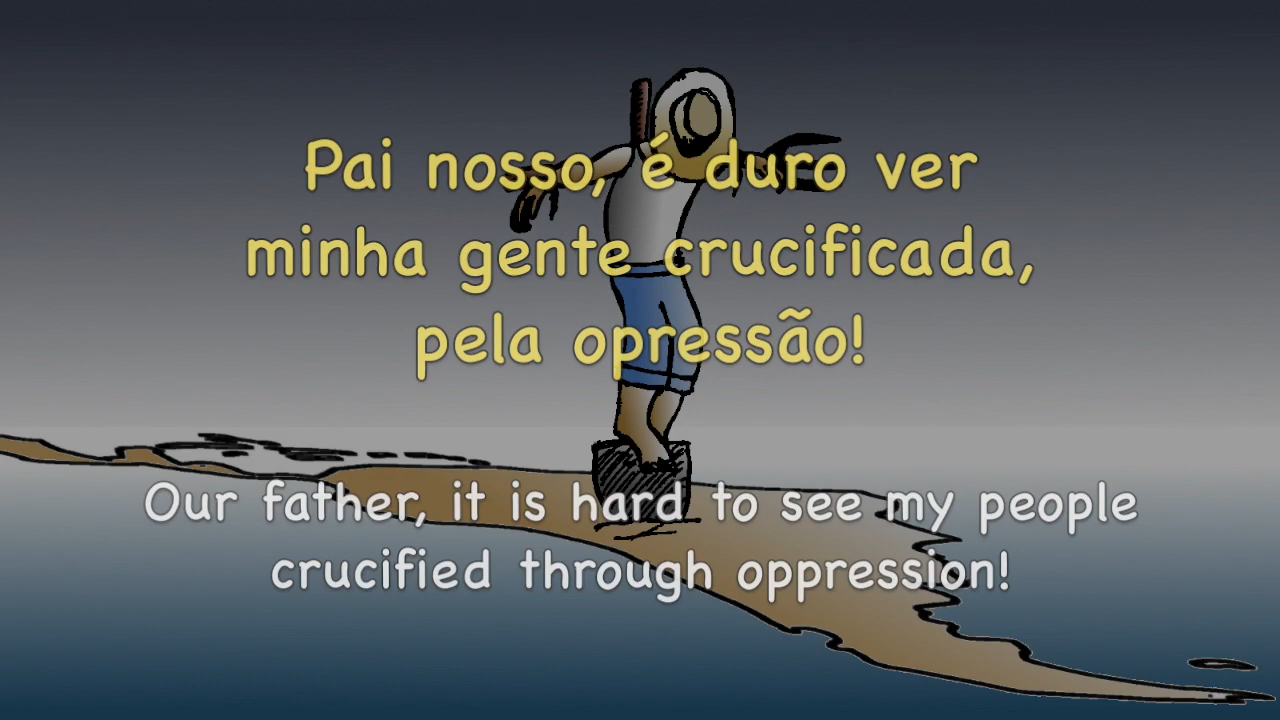 Pai nosso, é duro ver
minha gente crucificada,
pela opressão!
Our father, it is hard to see my people
crucified through oppression!